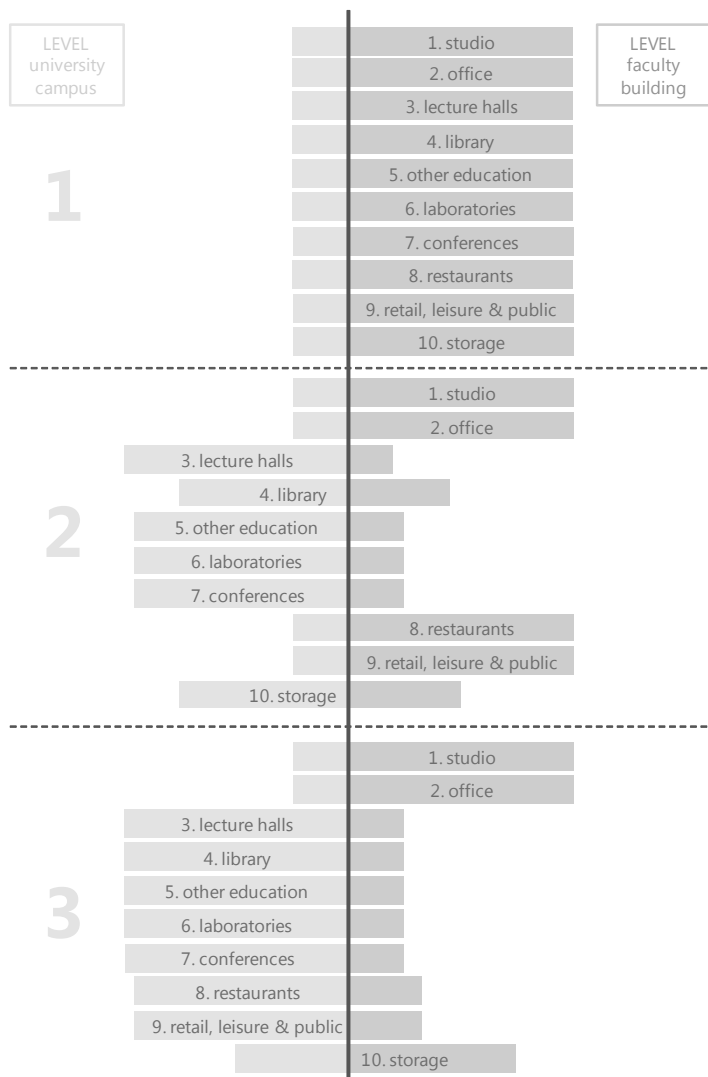 LEVEL
university
campus
LEVEL
faculty
building
1
1. studio
2. office
3. lecture halls
4. library
5. other education
6. laboratories
7. conferences
8. restaurants
9. retail, leisure & public
10. storage
2
1. studio
2. office
3. lecture halls
4. library
5. other education
6. laboratories
7. conferences
8. restaurants
9. retail, leisure & public
10. storage
3
1. studio
2. office
3. lecture halls
4. library
5. other education
6. laboratories
7. conferences
8. restaurants
9. retail, leisure & public
10. storage